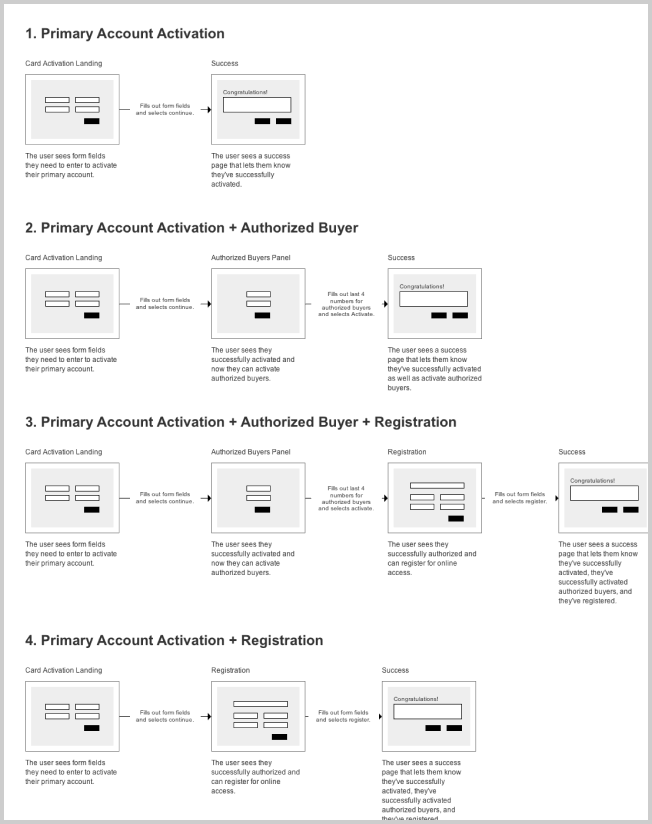 1. Primary Account Activation
Card Activation Landing
Success
Congratulations!
Fills out form fields
and selects continue.
The user sees form fields
they need to enter to activate
their primary account.
The user sees a success
page that lets them know
they've successfully
activated.
2. Primary Account Activation + Authorized Buyer
Card Activation Landing
Authorized Buyers Panel
Success
Fills out form fields
and selects continue.
Fills out last 4
numbers for
authorized buyers
and selects Activate.
Congratulations!
The user sees form fields
they need to enter to activate
their primary account.
The user sees they
successfully activated and
now they can activate
authorized buyers.
The user sees a success
page that lets them know
they've successfully activated
as well as activate authorized
buyers.
3. Primary Account Activation + Authorized Buyer + Registration
Card Activation Landing
Authorized Buyers Panel
Registration
Success
Fills out form fields
and selects continue.
Fills out last 4
numbers for
authorized buyers
and selects activate.
Fills out form fields
and selects register.
Congratulations!
The user sees form fields
they need to enter to activate
their primary account.
The user sees they
successfully activated and
now they can activate
authorized buyers.
The user sees they
successfully authorized and
can register for online
access.
The user sees a success
page that lets them know
they've successfully
activated, they've
successfully activated
authorized buyers, and
they've registered.
4. Primary Account Activation + Registration
Card Activation Landing
Registration
Success
Fills out form fields
and selects continue.
Fills out form fields
and selects register.
Congratulations!
The user sees form fields
they need to enter to activate
their primary account.
The user sees they
successfully authorized and
can register for online
access.
The user sees a success
page that lets them know
they've successfully
activated, they've
successfully activated
authorized buyers, and
they've registered